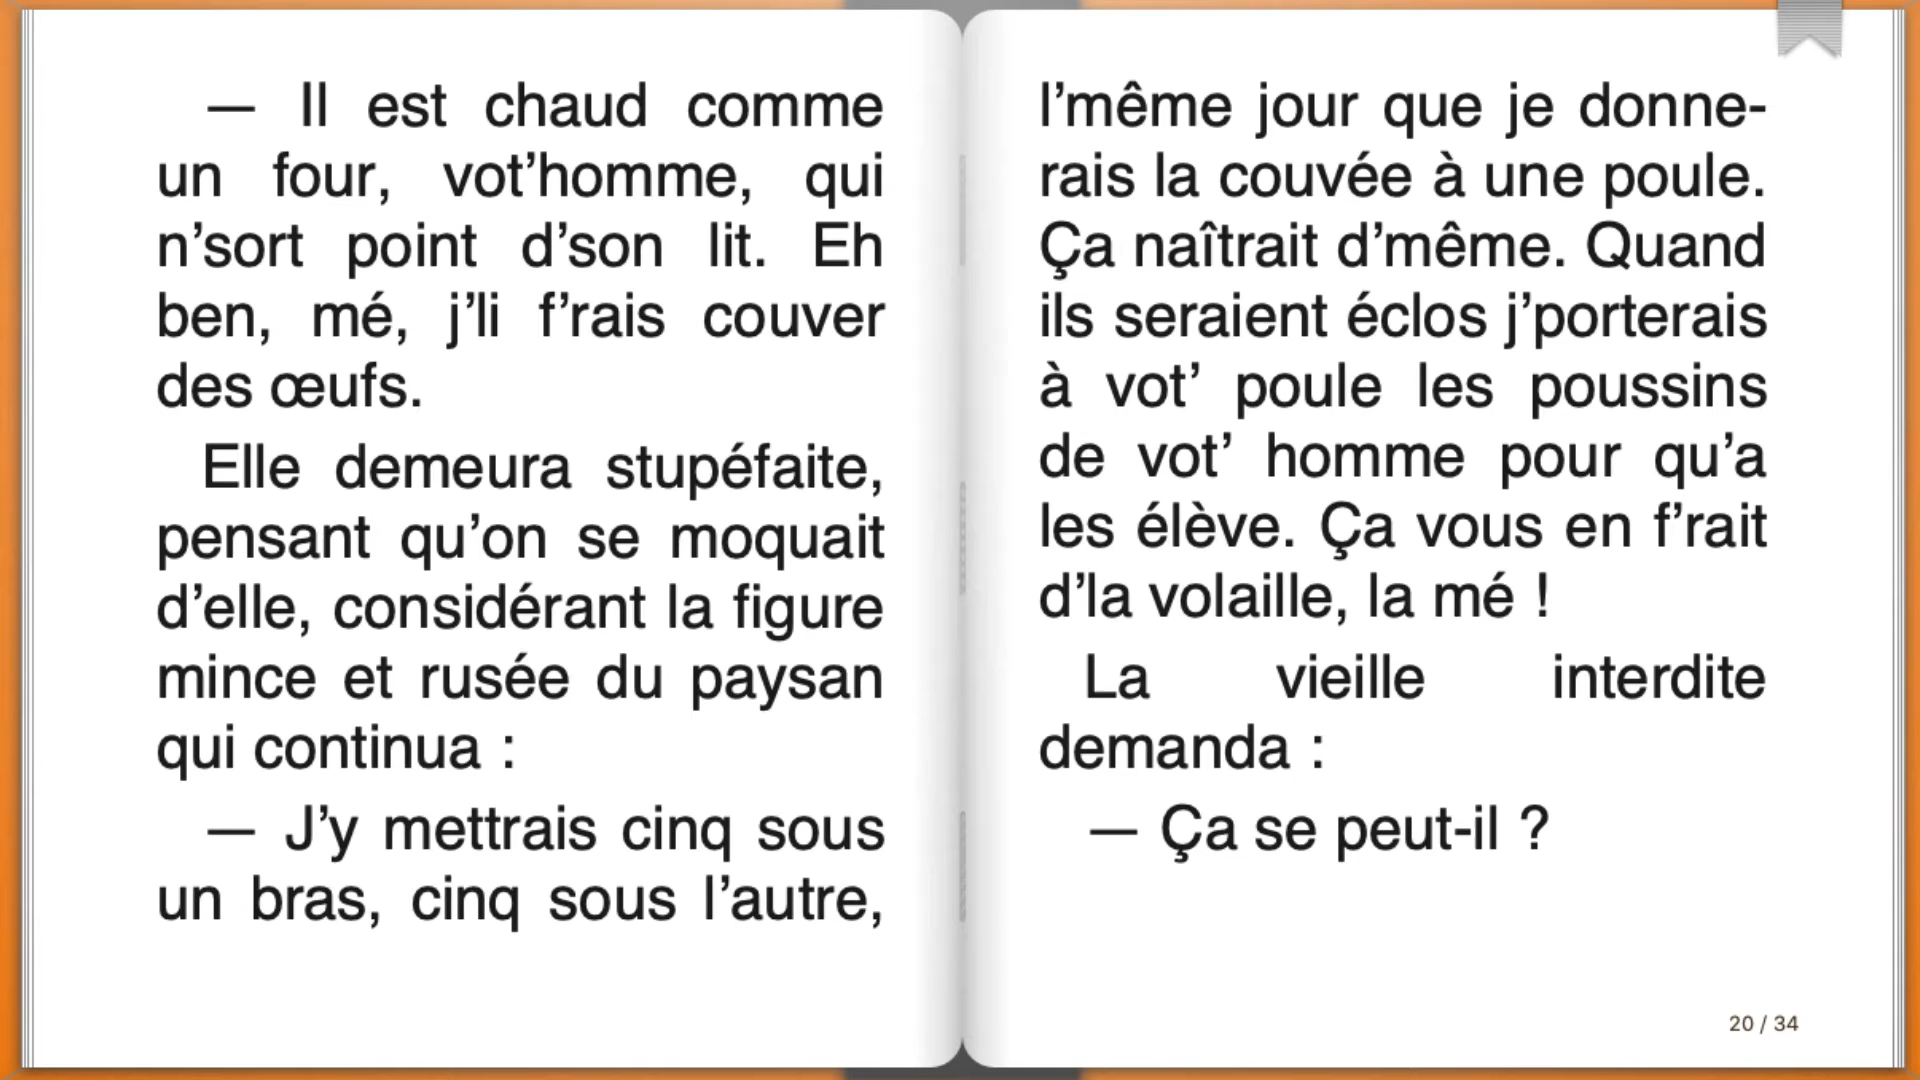 — Il est chaud comme
un four, vot’homme, qui
n’sort point d’son lit. Eh
ben, mé, j’li f’rais couver
des œufs.
Elle demeura stupéfaite,
pensant qu’on se moquait
d’elle, considérant la figure
mince et rusée du paysan
qui continua :
— J’y mettrais cinq sous
un bras, cinq sous l’autre,
l’même jour que je donne-
rais la couvée à une poule.
Ça naîtrait d’même. Quand
ils seraient éclos j’porterais
à vot’ poule les poussins
de vot’ homme pour qu’a
les élève. Ça vous en f’rait
d’la volaille, la mé !
La vieille interdite
demanda :
— Ça se peut-il ?
20 / 34